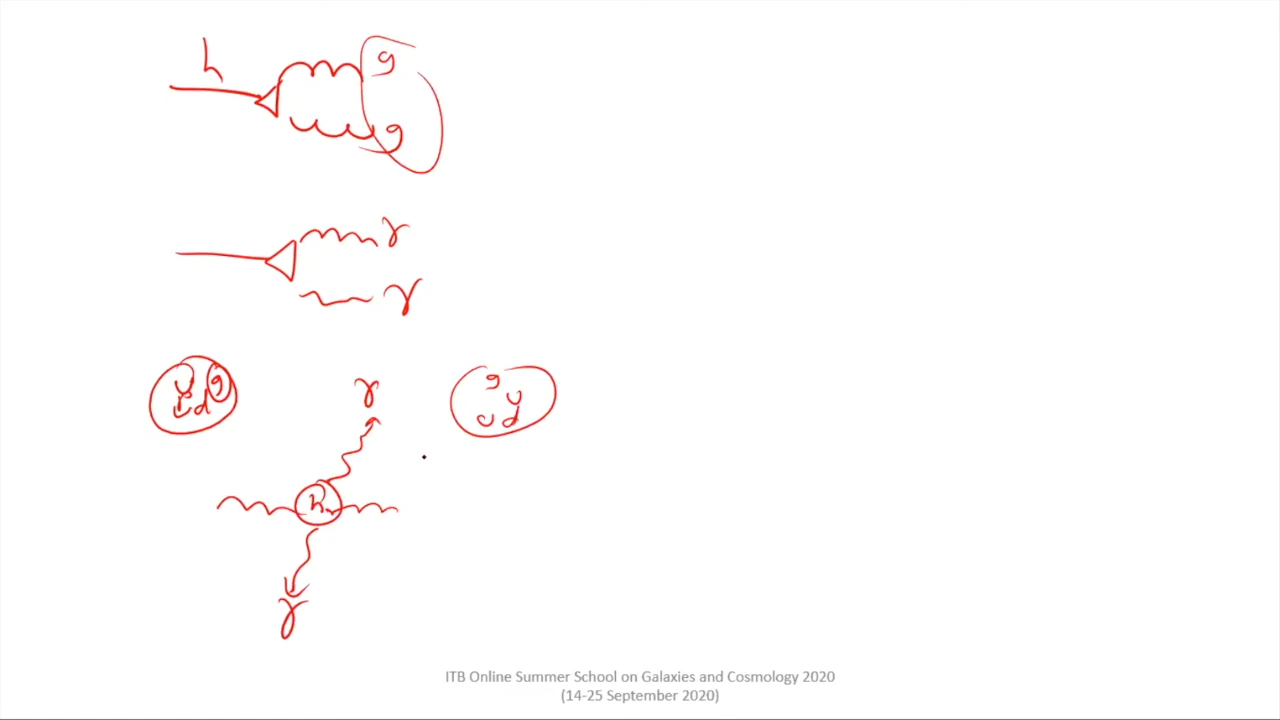 h
g
g
γ
γ
u g
u d
g
u
u d
γ
h
γ
ITB Online Summer School on Galaxies and Cosmology 2020
(14-25 September 2020)